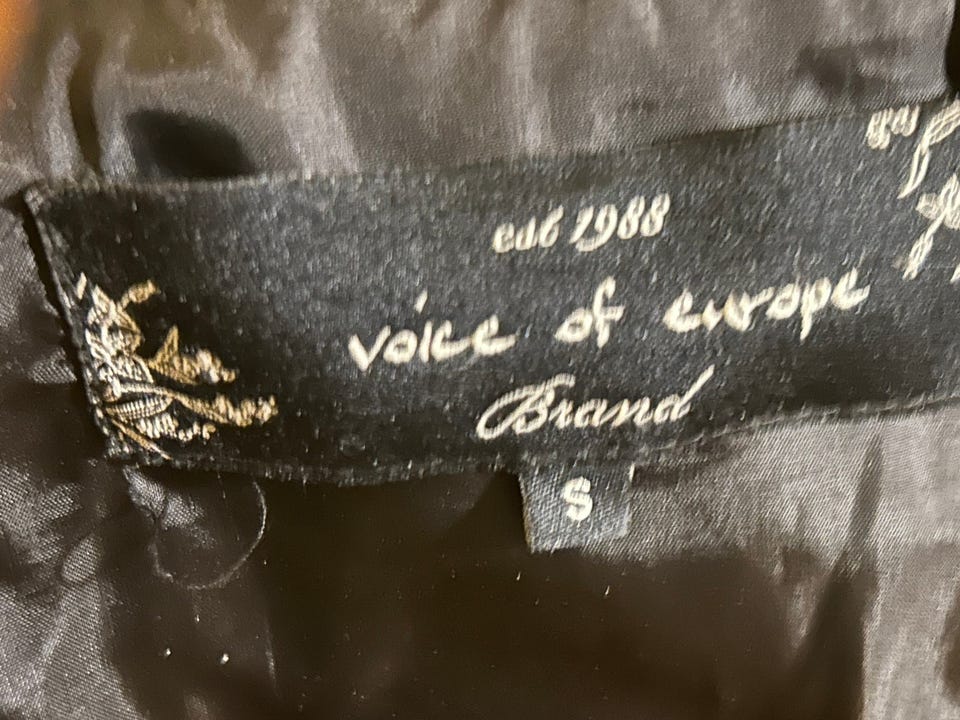 est 1988
voice of europe
Brand
S